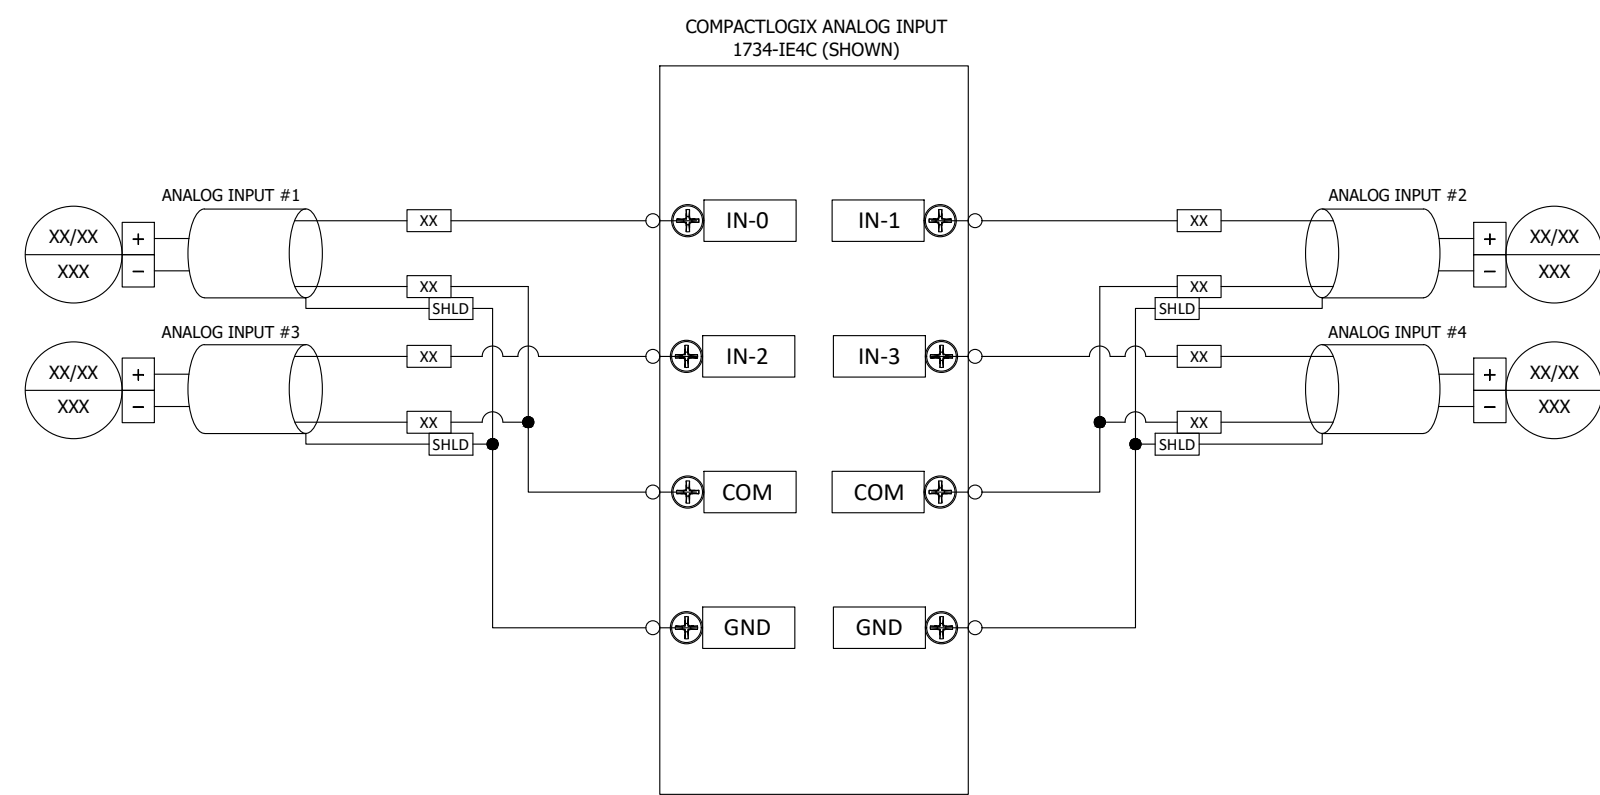 COMPACTLOGIX ANALOG INPUT
1734-IE4C (SHOWN)
ANALOG INPUT #1
XX/XX
XXX
+
−
XX
XX
SHLD
IN-0
IN-1
ANALOG INPUT #2
XX
XX
SHLD
+
−
XX/XX
XXX
ANALOG INPUT #3
XX/XX
XXX
+
−
XX
XX
SHLD
IN-2
IN-3
ANALOG INPUT #4
XX
XX
SHLD
+
−
XX/XX
XXX
COM
COM
GND
GND